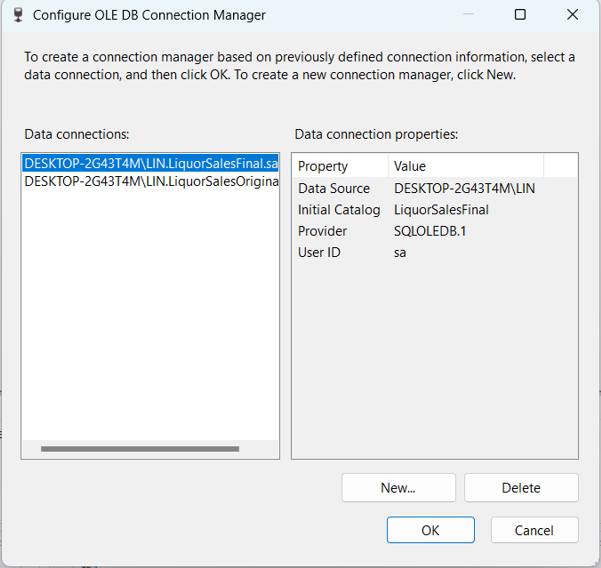 Configure OLE DB Connection Manager
To create a connection manager based on previously defined connection information, select a
data connection, and then click OK. To create a new connection manager, click New.
Data connections:
DESKTOP-2G43T4M\LIN.LiquorSalesFinal.sa
DESKTOP-2G43T4M\LIN.LiquorSalesOrigina
Data connection properties:
Property Value
Data Source DESKTOP-2G43T4M\LIN
Initial Catalog LiquorSalesFinal
Provider SQLOLEDB.1
User ID sa
New... Delete
OK Cancel